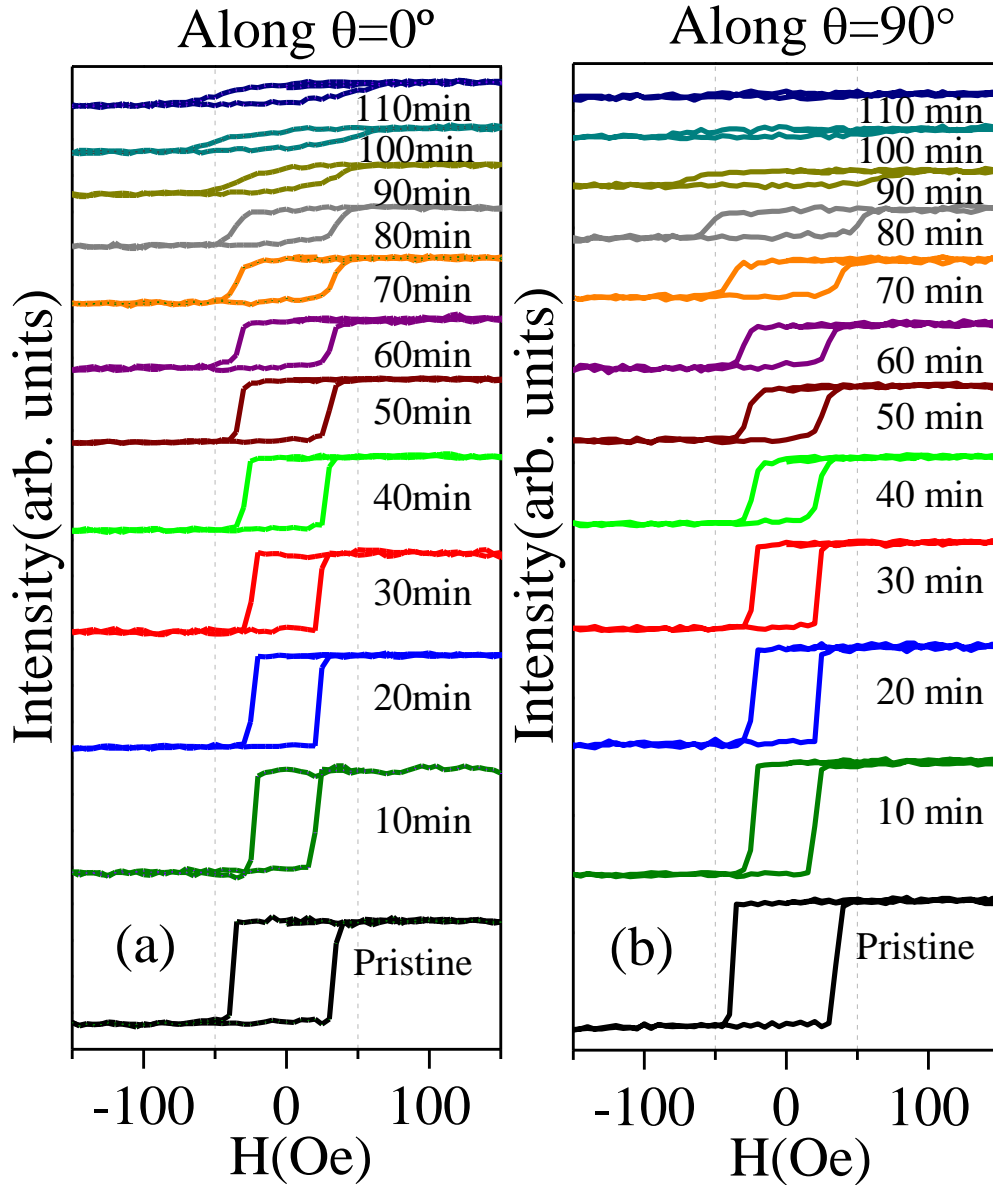 Along θ=0º
110min
100min
90min
80min
70min
60min
50min
40min
30min
20min
10min
(a)
Pristine
Intensity(arb. units)
-100
0
100
H(Oe)
Along θ=90°
110 min
100 min
90 min
80 min
70 min
60 min
50 min
40 min
30 min
20 min
10 min
(b)
Pristine
Intensity(arb. units)
-100
0
100
H(Oe)